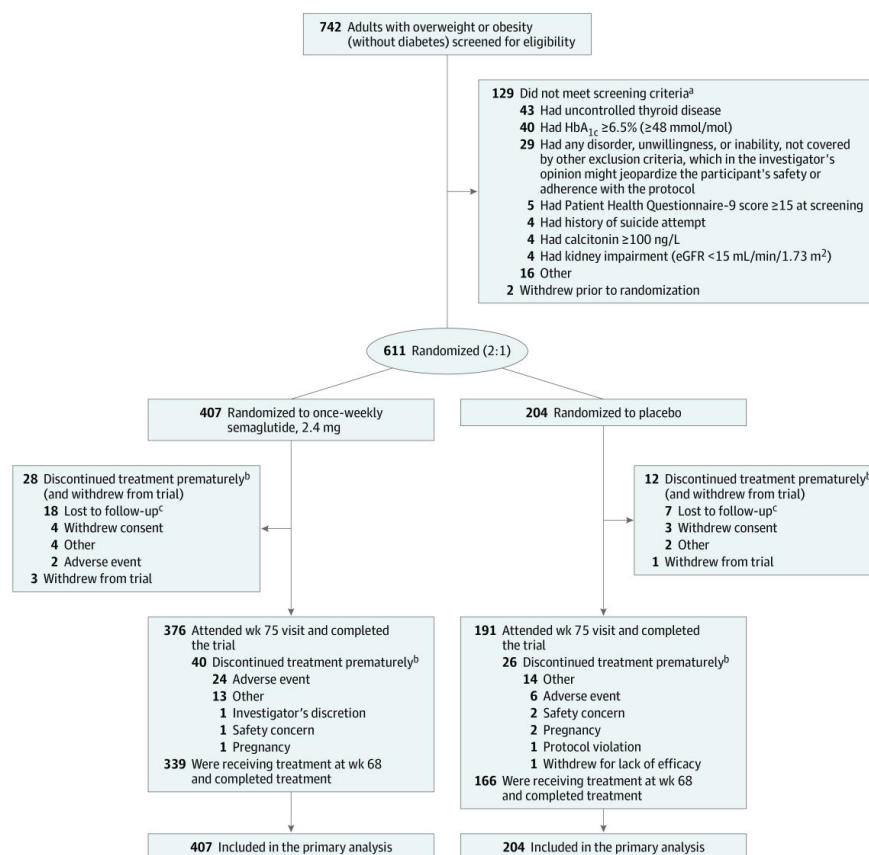 742 Adults with overweight or obesity
(without diabetes) screened for eligibility
129 Did not meet screening criteriaᵃ
43 Had uncontrolled thyroid disease
40 Had HbA1c ≥6.5% (≥48 mmol/mol)
29 Had any disorder, unwillingness, or inability, not covered
by other exclusion criteria, which in the investigator's
opinion might jeopardize the participant's safety or
adherence with the protocol
5 Had Patient Health Questionnaire-9 score ≥15 at screening
4 Had history of suicide attempt
4 Had calcitonin ≥100 ng/L
4 Had kidney impairment (eGFR <15 mL/min/1.73 m²)
16 Other
2 Withdrew prior to randomization
611 Randomized (2:1)
407 Randomized to once-weekly
semaglutide, 2.4 mg
204 Randomized to placebo
28 Discontinued treatment prematurelyᵇ
(and withdrew from trial)
18 Lost to follow-upᶜ
4 Withdrew consent
4 Other
2 Adverse event
3 Withdrew from trial
12 Discontinued treatment prematurelyᵇ
(and withdrew from trial)
7 Lost to follow-upᶜ
3 Withdrew consent
2 Other
1 Withdrew from trial
376 Attended wk 75 visit and completed
the trial
40 Discontinued treatment prematurelyᵇ
24 Adverse event
13 Other
1 Investigator's discretion
1 Safety concern
1 Pregnancy
339 Were receiving treatment at wk 68
and completed treatment
191 Attended wk 75 visit and completed
the trial
26 Discontinued treatment prematurelyᵇ
14 Other
6 Adverse event
2 Safety concern
2 Pregnancy
1 Protocol violation
1 Withdrew for lack of efficacy
166 Were receiving treatment at wk 68
and completed treatment
407 Included in the primary analysis
204 Included in the primary analysis